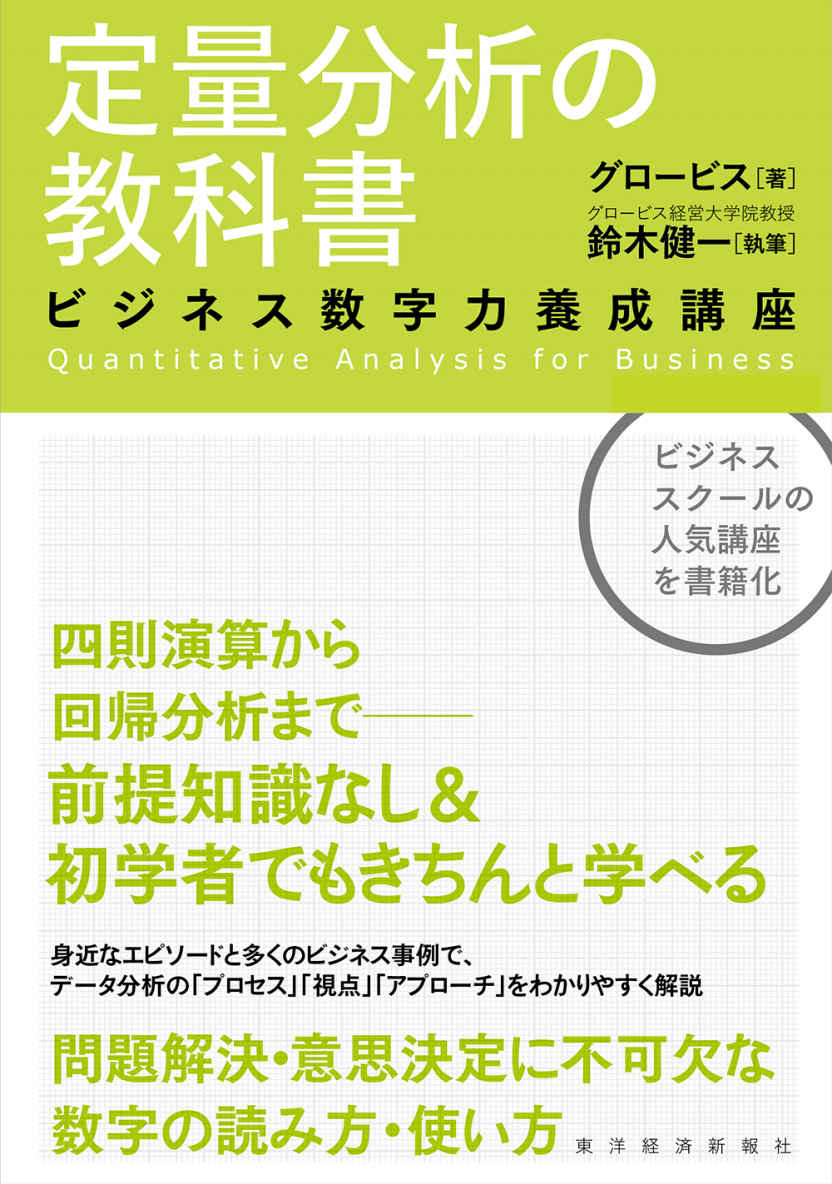 定量分析の
教科書
グロービス[著]
グロービス経営大学院教授
鈴木健一[執筆]
ビジネス数字力養成講座
Quantitative Analysis for Business
ビジネス
スクールの
人気講座
を書籍化
四則演算から
回帰分析まで――
前提知識なし&
初学者でもきちんと学べる
身近なエピソードと多くのビジネス事例で、
データ分析の「プロセス」「視点」「アプローチ」をわかりやすく解説
問題解決・意思決定に不可欠な
数字の読み方・使い方
東洋経済新報社